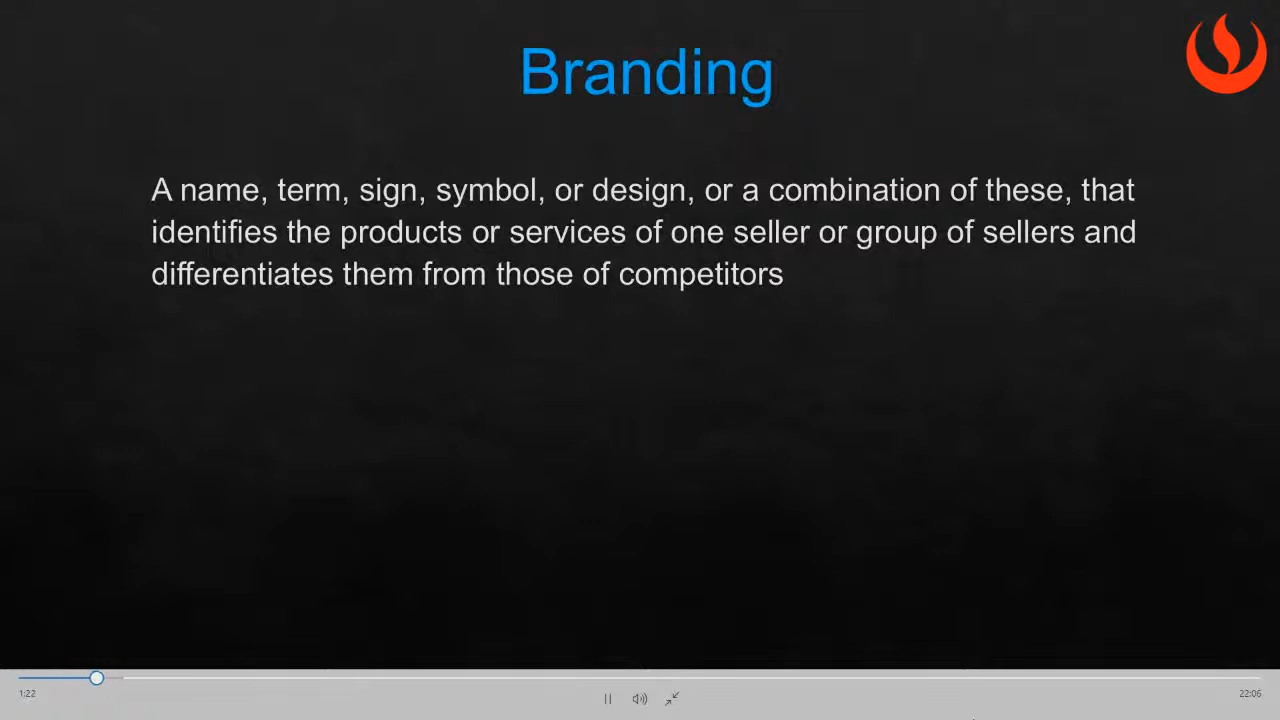 Branding
A name, term, sign, symbol, or design, or a combination of these, that
identifies the products or services of one seller or group of sellers and
differentiates them from those of competitors
1:22
22:06